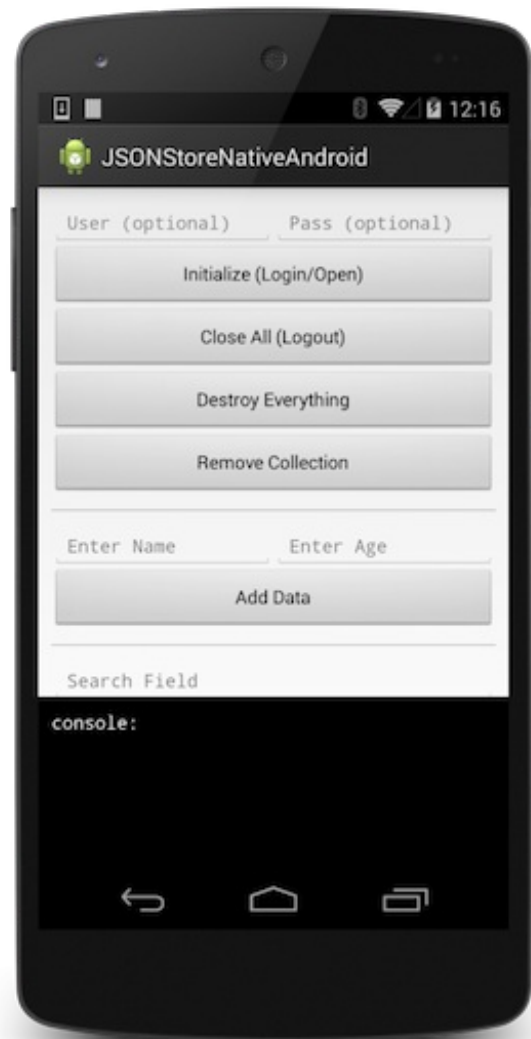 12:16
JSONStoreNativeAndroid
User (optional) Pass (optional)
Initialize (Login/Open)
Close All (Logout)
Destroy Everything
Remove Collection
Enter Name Enter Age
Add Data
Search Field
console: